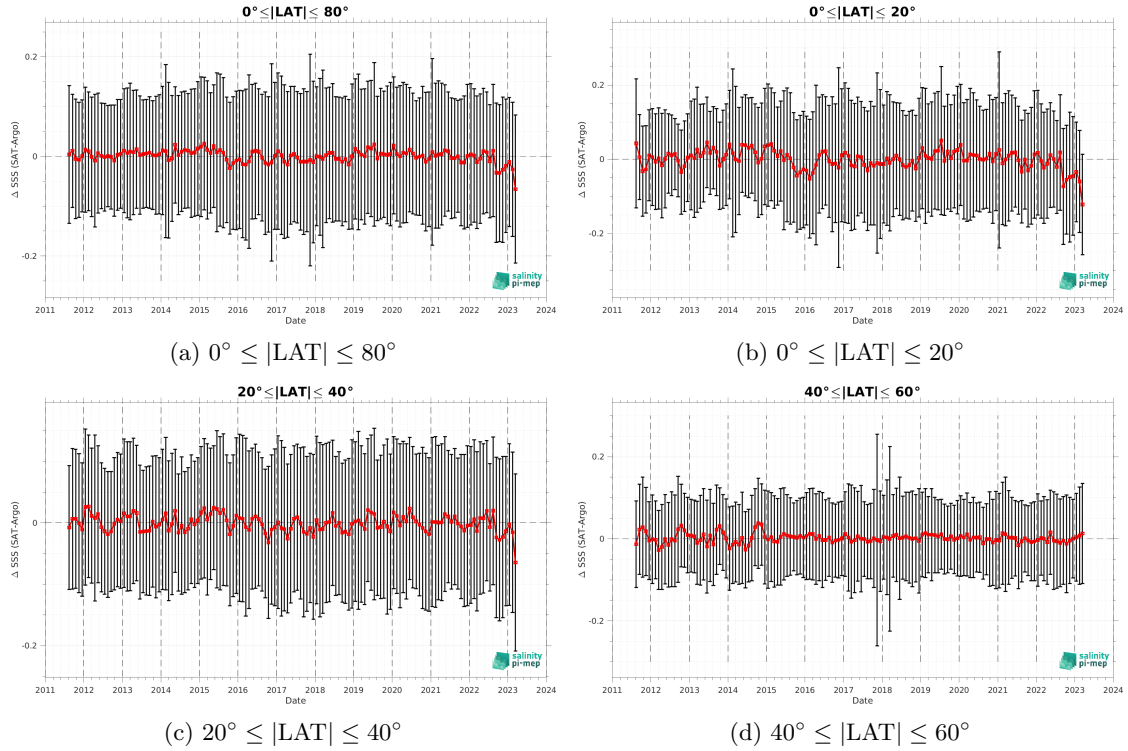 0°≤|LAT|≤ 80°
Δ SSS (SAT-Argo)
0.2
0
-0.2
2011 2012 2013 2014 2015 2016 2017 2018 2019 2020 2021 2022 2023 2024
Date
salinity
pi-mep
(a) 0° ≤ |LAT| ≤ 80°
0°≤|LAT|≤ 20°
Δ SSS (SAT-Argo)
0.2
0
-0.2
2011 2012 2013 2014 2015 2016 2017 2018 2019 2020 2021 2022 2023 2024
Date
salinity
pi-mep
(b) 0° ≤ |LAT| ≤ 20°
20°≤|LAT|≤ 40°
Δ SSS (SAT-Argo)
0
-0.2
2011 2012 2013 2014 2015 2016 2017 2018 2019 2020 2021 2022 2023 2024
Date
salinity
pi-mep
(c) 20° ≤ |LAT| ≤ 40°
40°≤|LAT|≤ 60°
Δ SSS (SAT-Argo)
0.2
0
-0.2
2011 2012 2013 2014 2015 2016 2017 2018 2019 2020 2021 2022 2023 2024
Date
salinity
pi-mep
(d) 40° ≤ |LAT| ≤ 60°